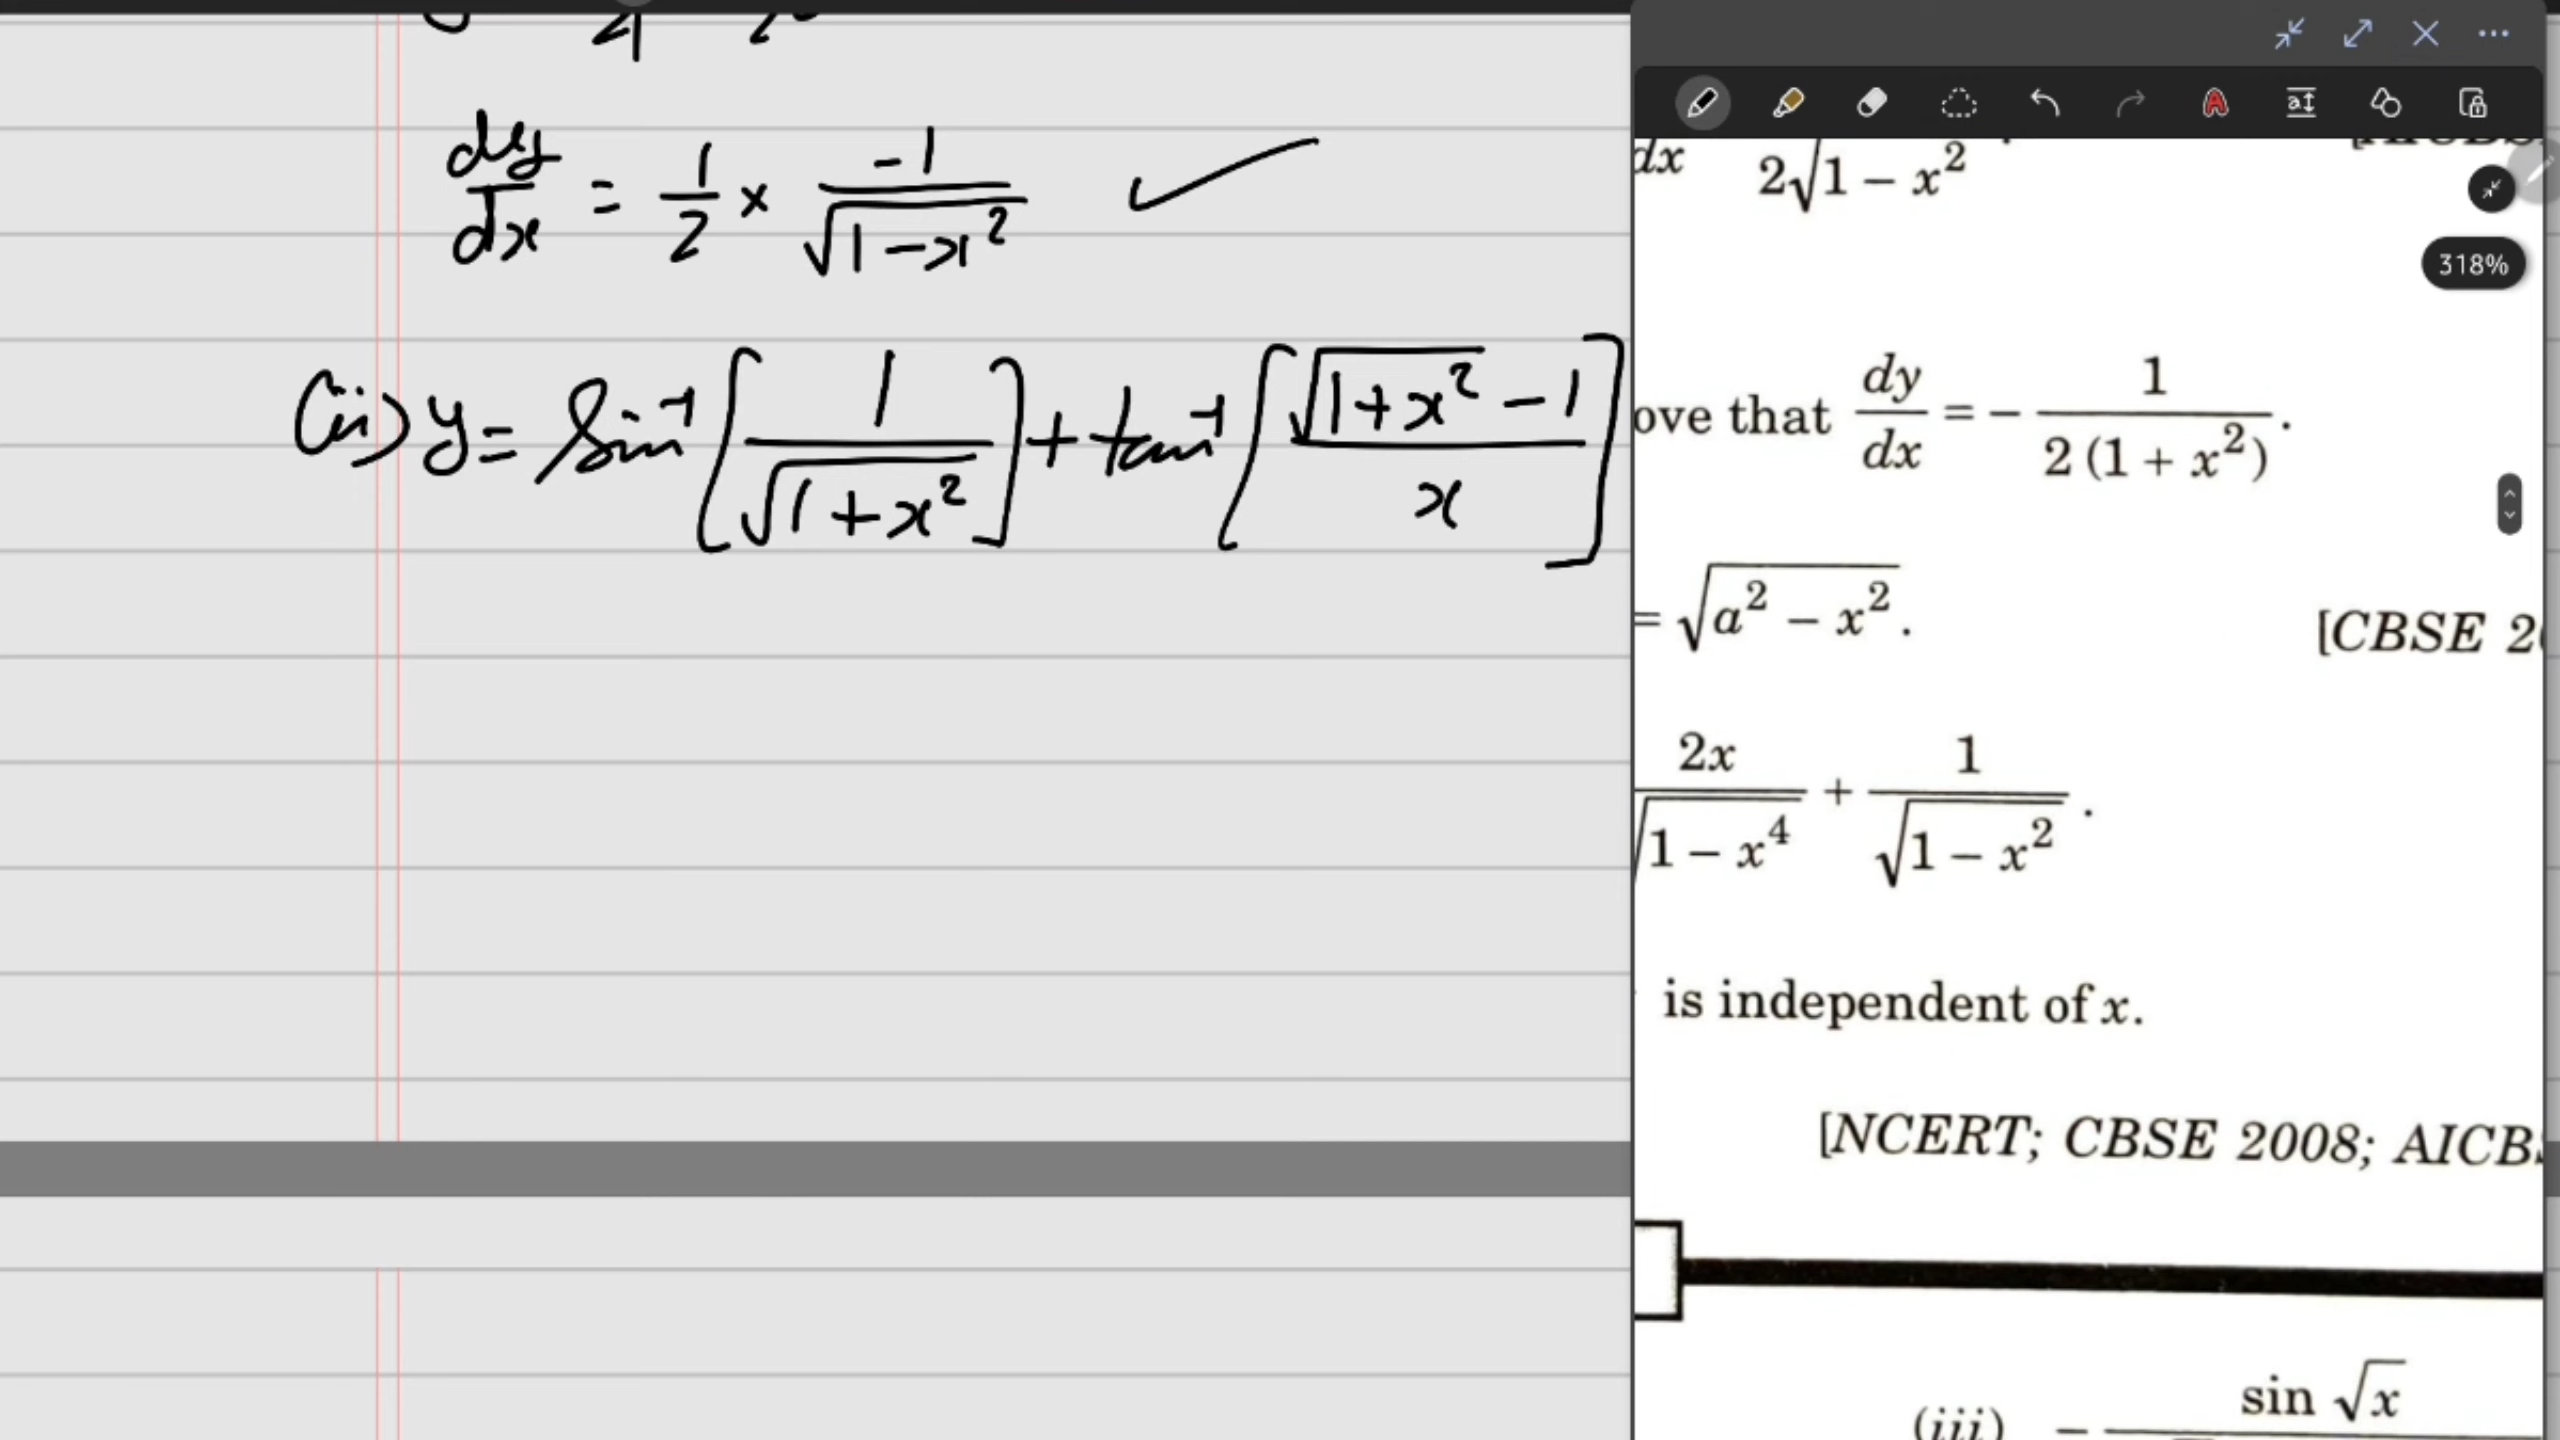 dy/dx = 1/2 × -1/√(1-x²)
(ii) y = sin⁻¹[1/√(1+x²)] + tan⁻¹[(√(1+x²) - 1)/x]
dx 2√(1 - x²)
318%
ove that dy/dx = - 1/(2 (1 + x²)).
= √(a² - x²). [CBSE 2
2x/√(1 - x⁴) + 1/√(1 - x²).
is independent of x.
[NCERT; CBSE 2008; AICB
(iii) - sin √x